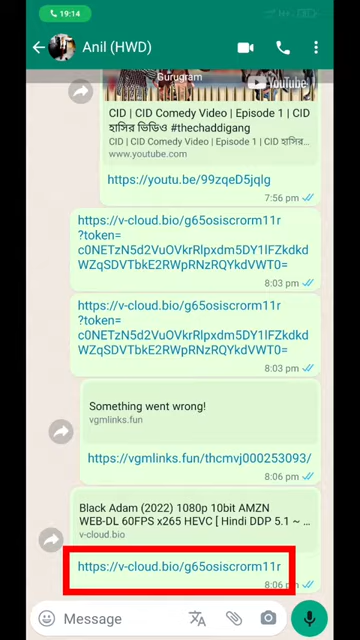 19:14
Anil (HWD)
Gurugram
YouTube
CID | CID Comedy Video | Episode 1 | CID
হাসির ভিডিও #thechaddigang
CID | CID Comedy Video | Episode 1 | CID হাসির ভি...
www.youtube.com
https://youtu.be/99zqeD5jqlg
7:56 pm
https://v-cloud.bio/g65osiscrorm11r
?token=
c0NETzN5d2VuOVkrRlpxdm5DY1lFZkdkd
WZqSDVTbkE2RWpRNzRQYkdVWT0=
8:03 pm
https://v-cloud.bio/g65osiscrorm11r
?token=
c0NETzN5d2VuOVkrRlpxdm5DY1lFZkdkd
WZqSDVTbkE2RWpRNzRQYkdVWT0=
8:03 pm
Something went wrong!
vgmlinks.fun
https://vgmlinks.fun/thcmvj000253093/
8:06 pm
Black Adam (2022) 1080p 10bit AMZN
WEB-DL 60FPS x265 HEVC [ Hindi DDP 5.1 ~ ...
v-cloud.bio
https://v-cloud.bio/g65osiscrorm11r
8:06 pm
Message